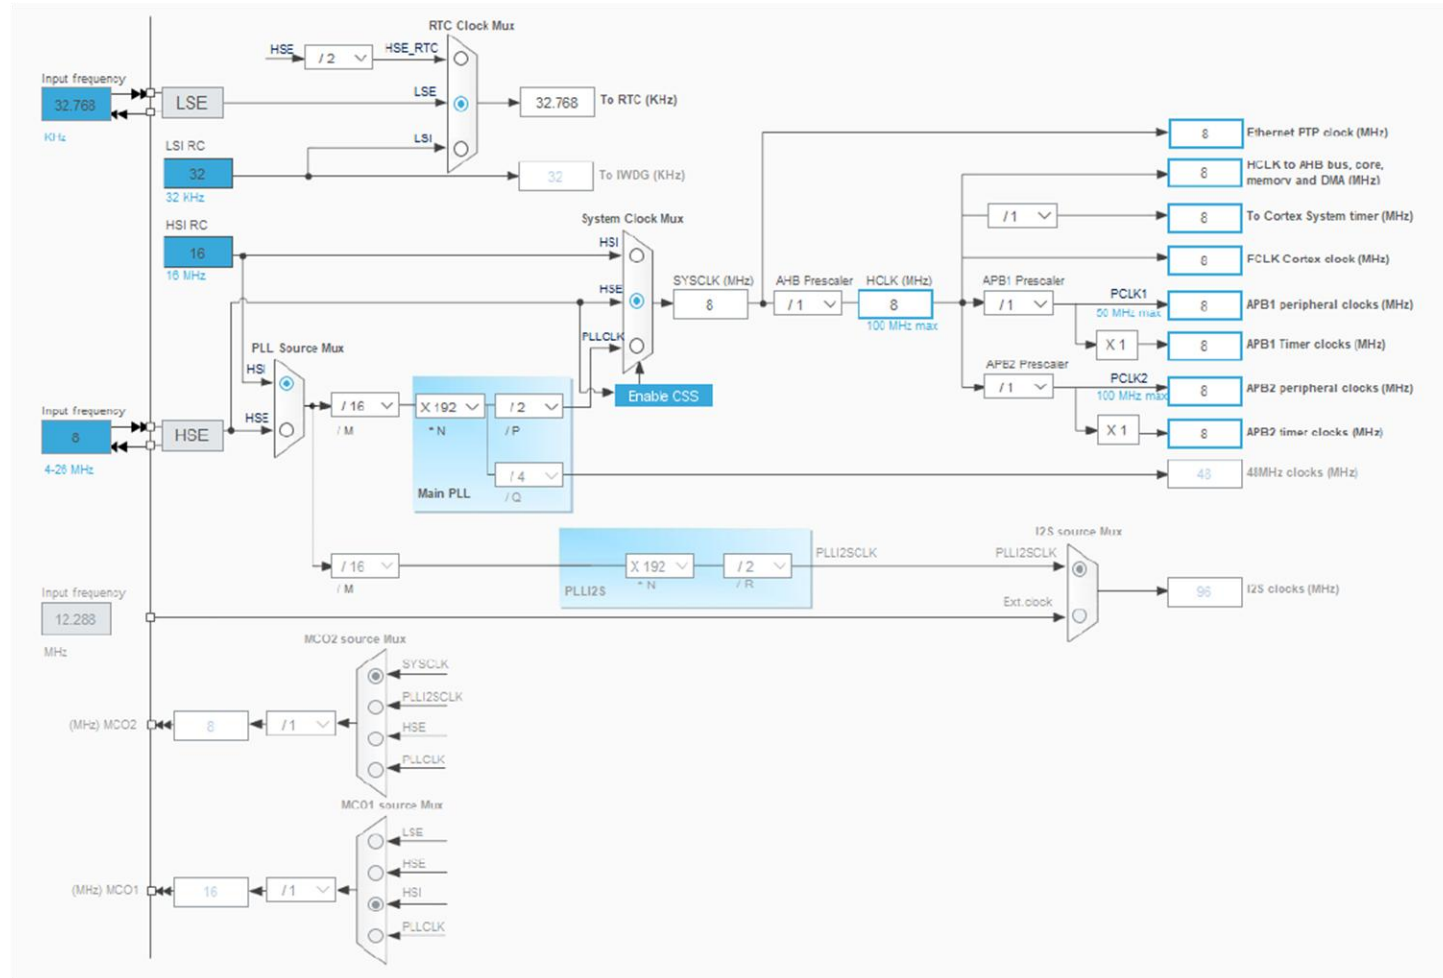 RTC Clock Mux
HSE
/ 2
HSE_RTC
Input frequency
32.768
KHz
LSE
LSE
32.768
To RTC (KHz)
LSI RC
32
32 KHz
LSI
32
To IWDG (KHz)
HSI RC
16
16 MHz
System Clock Mux
HSI
HSE
PLLCLK
Enable CSS
SYSCLK (MHz)
8
AHB Prescaler
/ 1
HCLK (MHz)
8
100 MHz max
8
Ethernet PTP clock (MHz)
8
HCLK to AHB bus, core,
memory and DMA (MHz)
/ 1
8
To Cortex System timer (MHz)
8
FCLK Cortex clock (MHz)
APB1 Prescaler
/ 1
PCLK1
50 MHz max
8
APB1 peripheral clocks (MHz)
X 1
8
APB1 Timer clocks (MHz)
APB2 Prescaler
/ 1
PCLK2
100 MHz max
8
APB2 peripheral clocks (MHz)
X 1
8
APB2 timer clocks (MHz)
48
48MHz clocks (MHz)
PLL Source Mux
HSI
HSE
Input frequency
8
4-26 MHz
HSE
/ 16
/ M
X 192
* N
/ 2
/ P
/ 4
/ Q
Main PLL
/ 16
/ M
X 192
* N
/ 2
/ R
PLLI2S
PLLI2SCLK
I2S source Mux
PLLI2SCLK
Ext.clock
96
I2S clocks (MHz)
Input frequency
12.288
MHz
MCO2 source Mux
SYSCLK
PLLI2SCLK
HSE
PLLCLK
(MHz) MCO2
8
/ 1
MCO1 source Mux
LSE
HSE
HSI
PLLCLK
(MHz) MCO1
16
/ 1